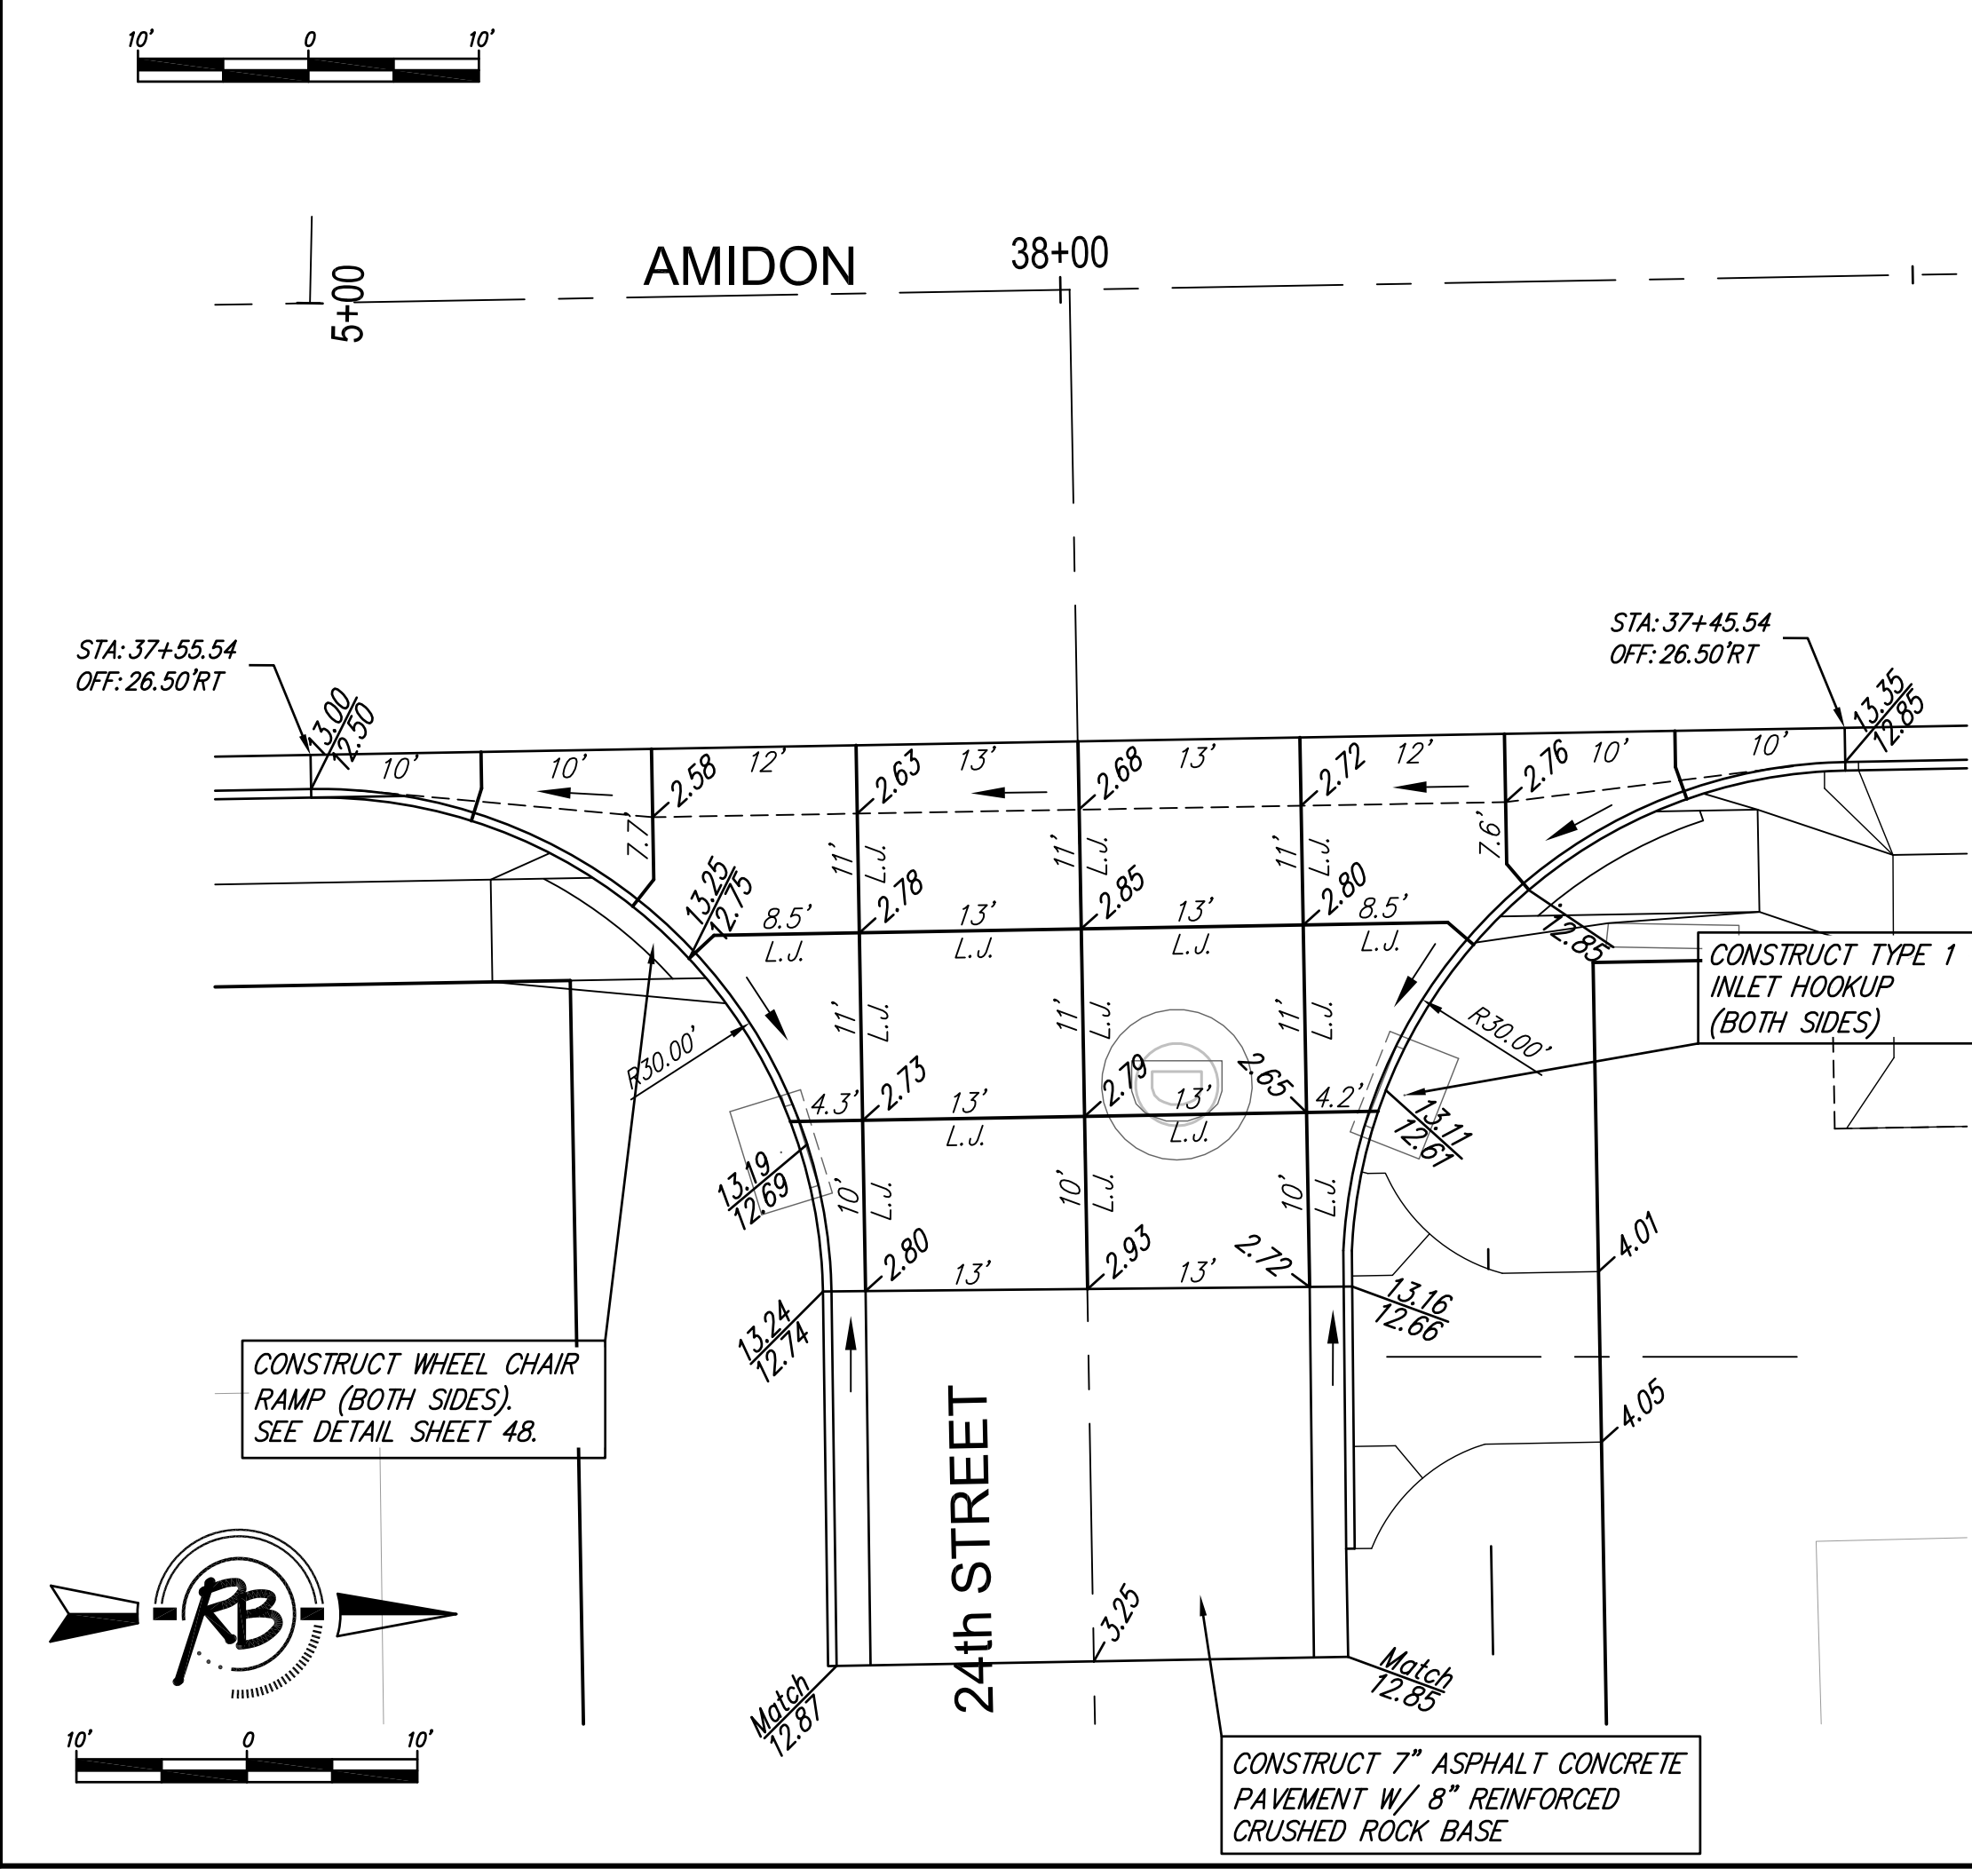 10' 0 10'
AMIDON
38+00
5+00
STA: 37+55.54
OFF: 26.50'RT
STA: 37+45.54
OFF: 26.50'RT
13.00
12.50
13.35
12.85
10' 10' 12' 13' 13' 12' 10' 10'
2.58 2.63 2.68 2.72 2.76
7.7' 11' L.J. 11' L.J. 11' L.J. 7.6'
13.25
12.75
2.78 2.85 2.80
8.5' 13' 13' 8.5'
L.J. L.J. L.J. L.J.
12.85
CONSTRUCT TYPE 1
INLET HOOKUP
(BOTH SIDES)
11' L.J. 11' L.J. 11' L.J.
R30.00' R30.00'
2.73 2.79 2.65
4.3' 13' 13' 4.2'
L.J. L.J.
13.11
12.61
13.19
12.69
10' L.J. 10' L.J. 10' L.J.
2.80 2.93 2.72
13' 13'
4.01
13.24
12.74
13.16
12.66
CONSTRUCT WHEEL CHAIR
RAMP (BOTH SIDES).
SEE DETAIL SHEET 48.
4.05
24th STREET
RB
3.25
Match
12.87
Match
12.85
10' 0 10'
CONSTRUCT 7" ASPHALT CONCRETE
PAVEMENT W/ 8" REINFORCED
CRUSHED ROCK BASE